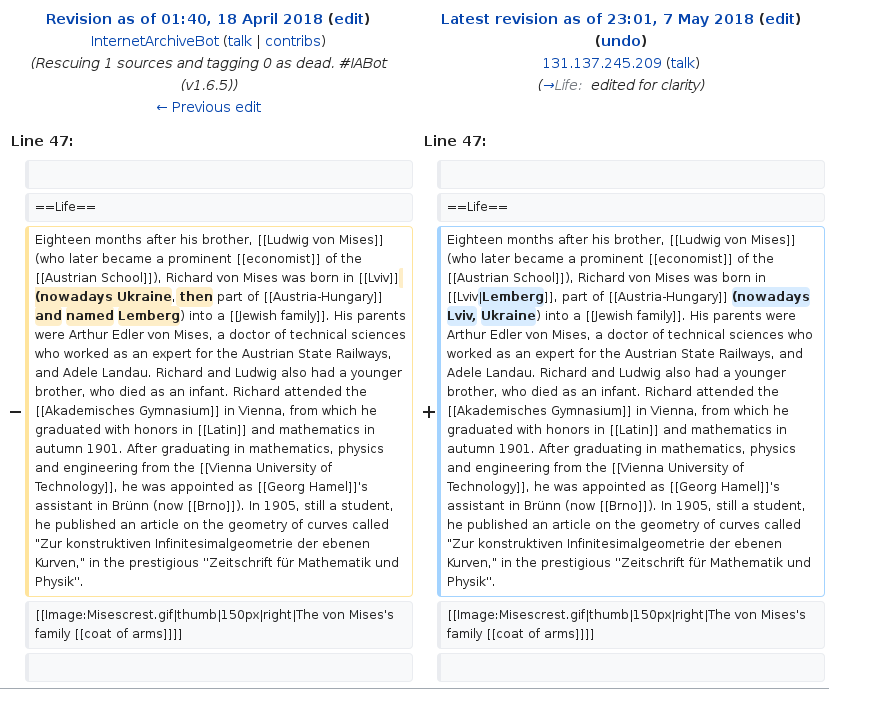 Revision as of 01:40, 18 April 2018 (edit)
InternetArchiveBot (talk | contribs)
(Rescuing 1 sources and tagging 0 as dead. #IABot
(v1.6.5))
← Previous edit
Latest revision as of 23:01, 7 May 2018 (edit)
(undo)
131.137.245.209 (talk)
(→Life: edited for clarity)
Line 47:
Line 47:
==Life==
==Life==
−
Eighteen months after his brother, [[Ludwig von Mises]]
(who later became a prominent [[economist]] of the
[[Austrian School]]), Richard von Mises was born in [[Lviv]]
(nowadays Ukraine, then part of [[Austria-Hungary]]
and named Lemberg) into a [[Jewish family]]. His parents
were Arthur Edler von Mises, a doctor of technical sciences
who worked as an expert for the Austrian State Railways,
and Adele Landau. Richard and Ludwig also had a younger
brother, who died as an infant. Richard attended the
[[Akademisches Gymnasium]] in Vienna, from which he
graduated with honors in [[Latin]] and mathematics in
autumn 1901. After graduating in mathematics, physics
and engineering from the [[Vienna University of
Technology]], he was appointed as [[Georg Hamel]]'s
assistant in Brünn (now [[Brno]]). In 1905, still a student,
he published an article on the geometry of curves called
"Zur konstruktiven Infinitesimalgeometrie der ebenen
Kurven," in the prestigious ''Zeitschrift für Mathematik und
Physik''.
+
Eighteen months after his brother, [[Ludwig von Mises]]
(who later became a prominent [[economist]] of the
[[Austrian School]]), Richard von Mises was born in
[[Lviv|Lemberg]], part of [[Austria-Hungary]] (nowadays
Lviv, Ukraine) into a [[Jewish family]]. His parents were
Arthur Edler von Mises, a doctor of technical sciences who
worked as an expert for the Austrian State Railways, and
Adele Landau. Richard and Ludwig also had a younger
brother, who died as an infant. Richard attended the
[[Akademisches Gymnasium]] in Vienna, from which he
graduated with honors in [[Latin]] and mathematics in
autumn 1901. After graduating in mathematics, physics
and engineering from the [[Vienna University of
Technology]], he was appointed as [[Georg Hamel]]'s
assistant in Brünn (now [[Brno]]). In 1905, still a student,
he published an article on the geometry of curves called
"Zur konstruktiven Infinitesimalgeometrie der ebenen
Kurven," in the prestigious ''Zeitschrift für Mathematik und
Physik''.
[[Image:Misescrest.gif|thumb|150px|right|The von Mises's
family [[coat of arms]]]]
[[Image:Misescrest.gif|thumb|150px|right|The von Mises's
family [[coat of arms]]]]